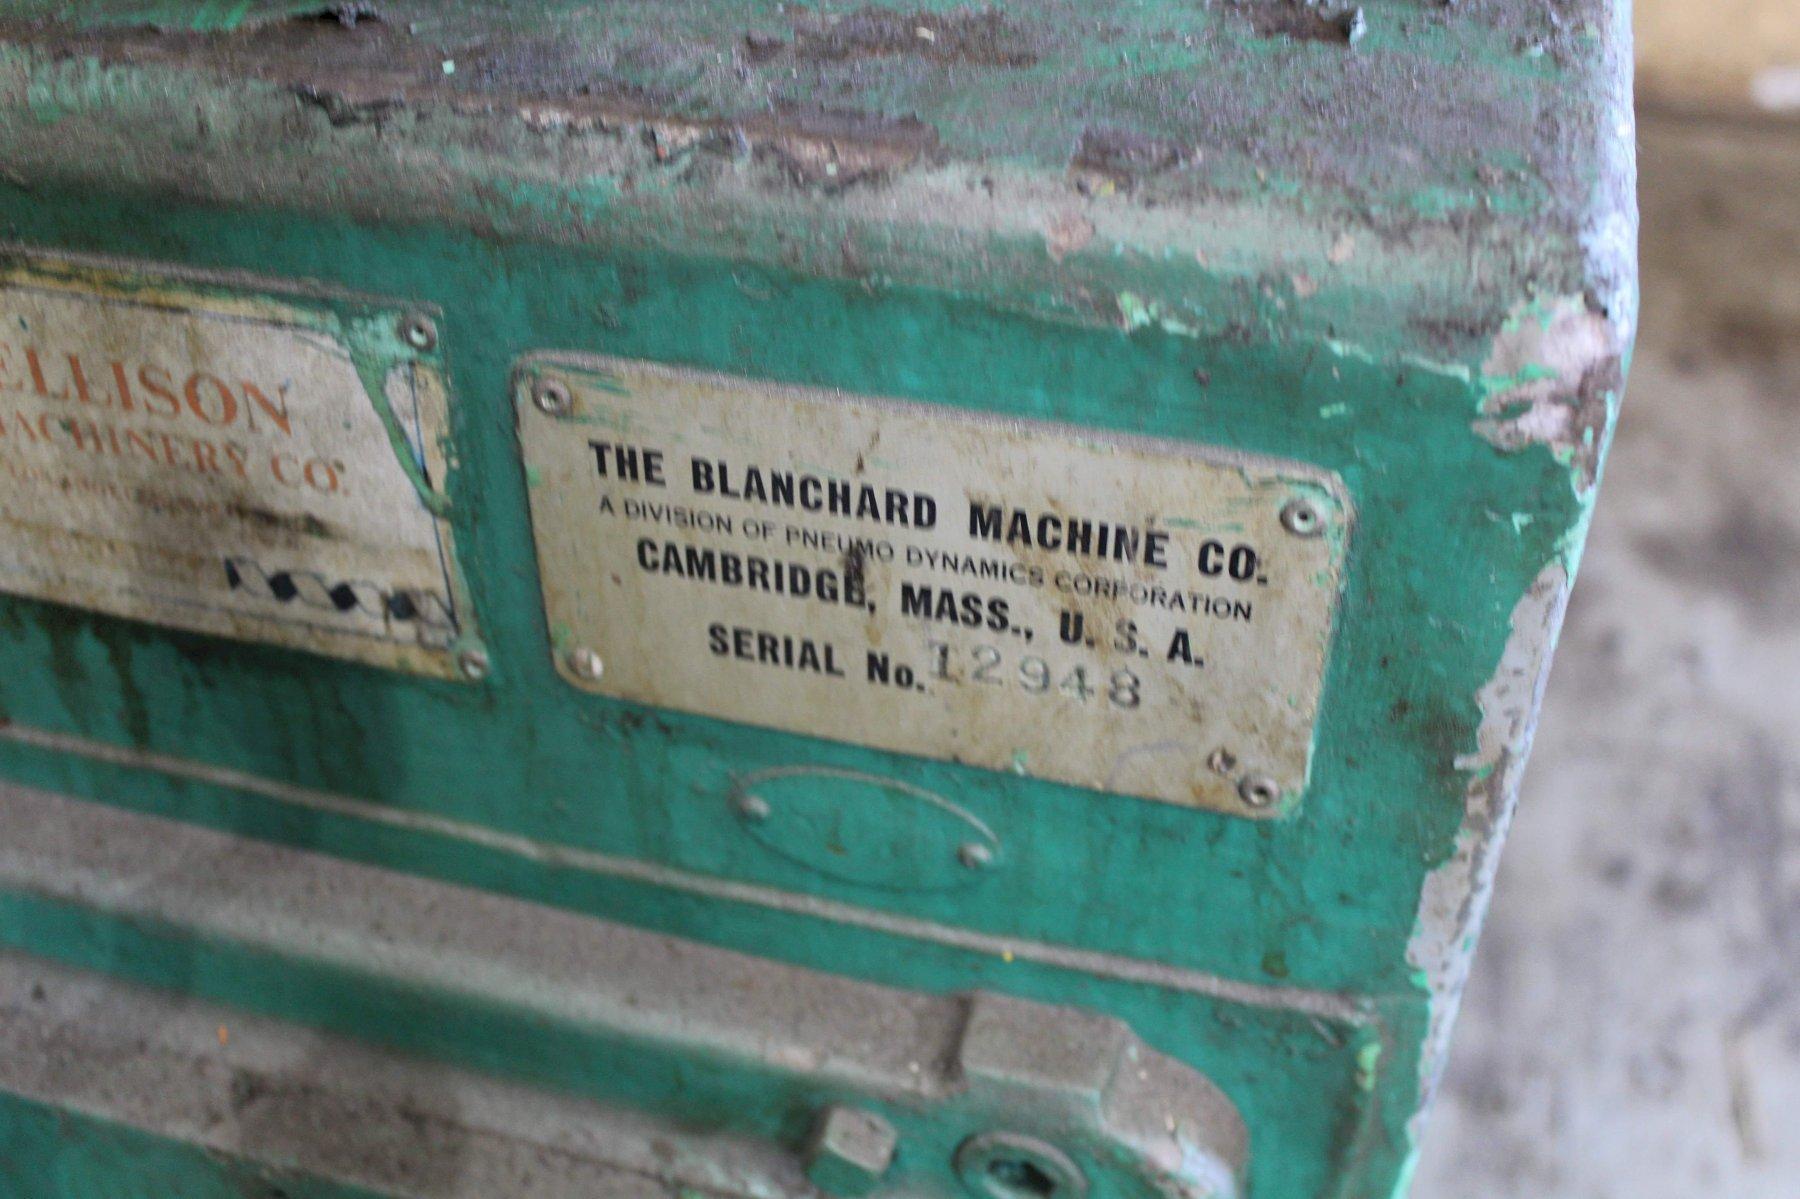 ELLISON
MACHINERY CO.
THE BLANCHARD MACHINE CO.
A DIVISION OF PNEUMO DYNAMICS CORPORATION
CAMBRIDGE, MASS., U. S. A.
SERIAL No. 12948